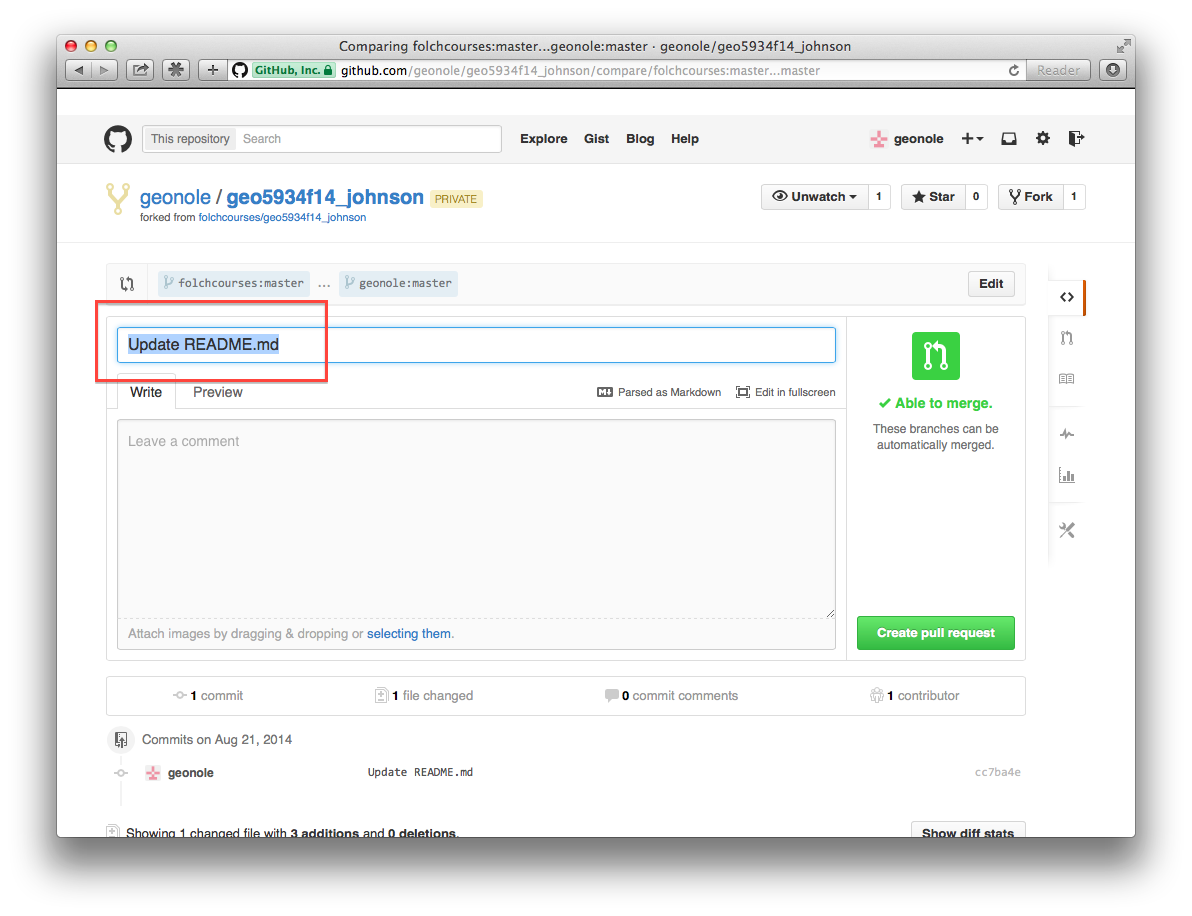 Comparing folchcourses:master...geonole:master · geonole/geo5934f14_johnson
GitHub, Inc. github.com/geonole/geo5934f14_johnson/compare/folchcourses:master...master Reader
This repository Search Explore Gist Blog Help geonole
geonole / geo5934f14_johnson PRIVATE Unwatch 1 Star 0 Fork 1
forked from folchcourses/geo5934f14_johnson
folchcourses:master ... geonole:master Edit
Update README.md
Write Preview Parsed as Markdown Edit in fullscreen
Able to merge.
These branches can be
automatically merged.
Leave a comment
Attach images by dragging & dropping or selecting them.
Create pull request
1 commit 1 file changed 0 commit comments 1 contributor
Commits on Aug 21, 2014
geonole Update README.md cc7ba4e
Showing 1 changed file with 3 additions and 0 deletions. Show diff stats